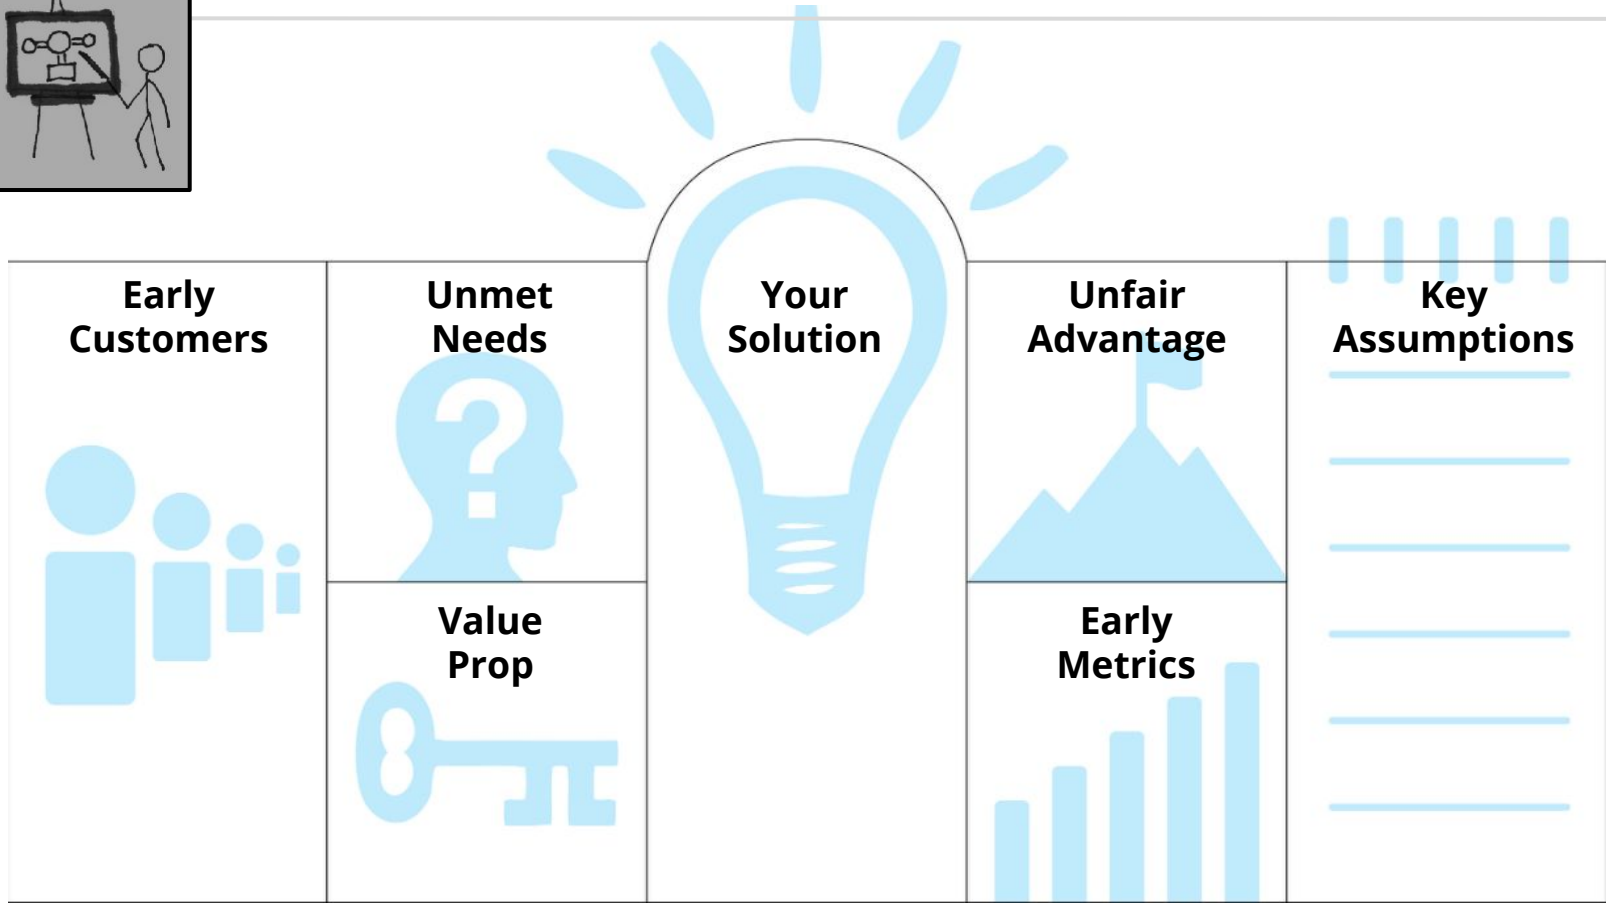 Early
Customers
Unmet
Needs
Value
Prop
Your
Solution
Unfair
Advantage
Early
Metrics
Key
Assumptions